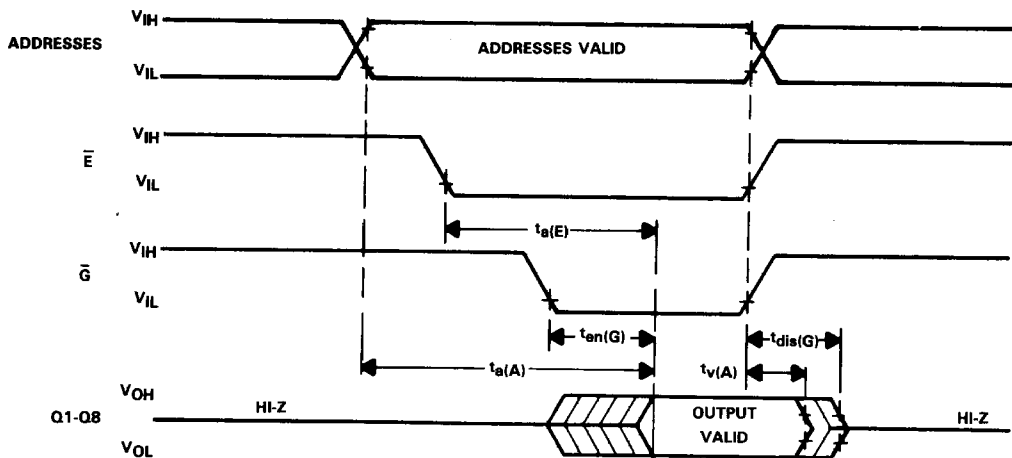 VIH
ADDRESSES
ADDRESSES VALID
VIL
VIH
E
VIL
ta(E)
VIH
G
VIL
ten(G)
tdis(G)
ta(A)
tv(A)
VOH
HI-Z
Q1-Q8
OUTPUT
VALID
HI-Z
VOL